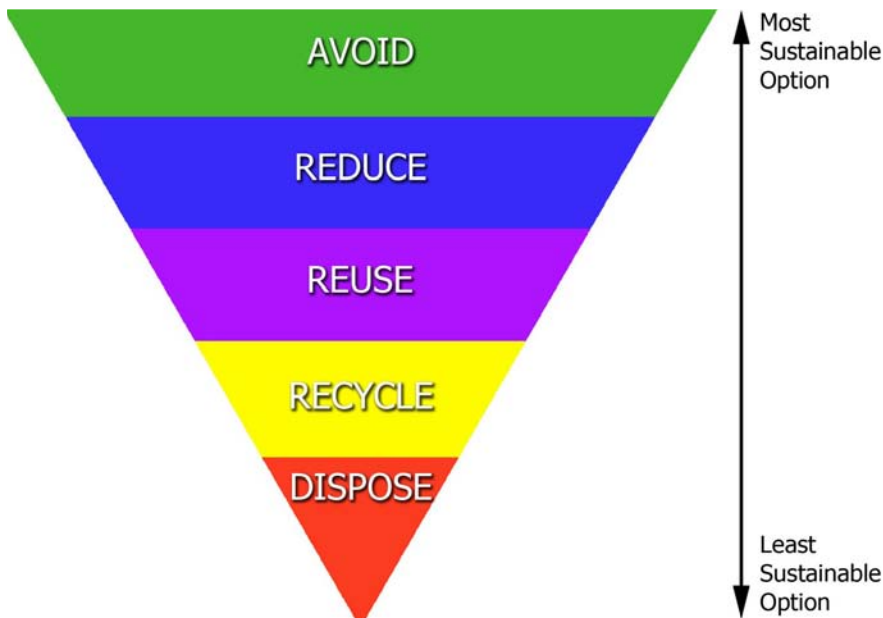 AVOID
REDUCE
REUSE
RECYCLE
DISPOSE
Most
Sustainable
Option
Least
Sustainable
Option